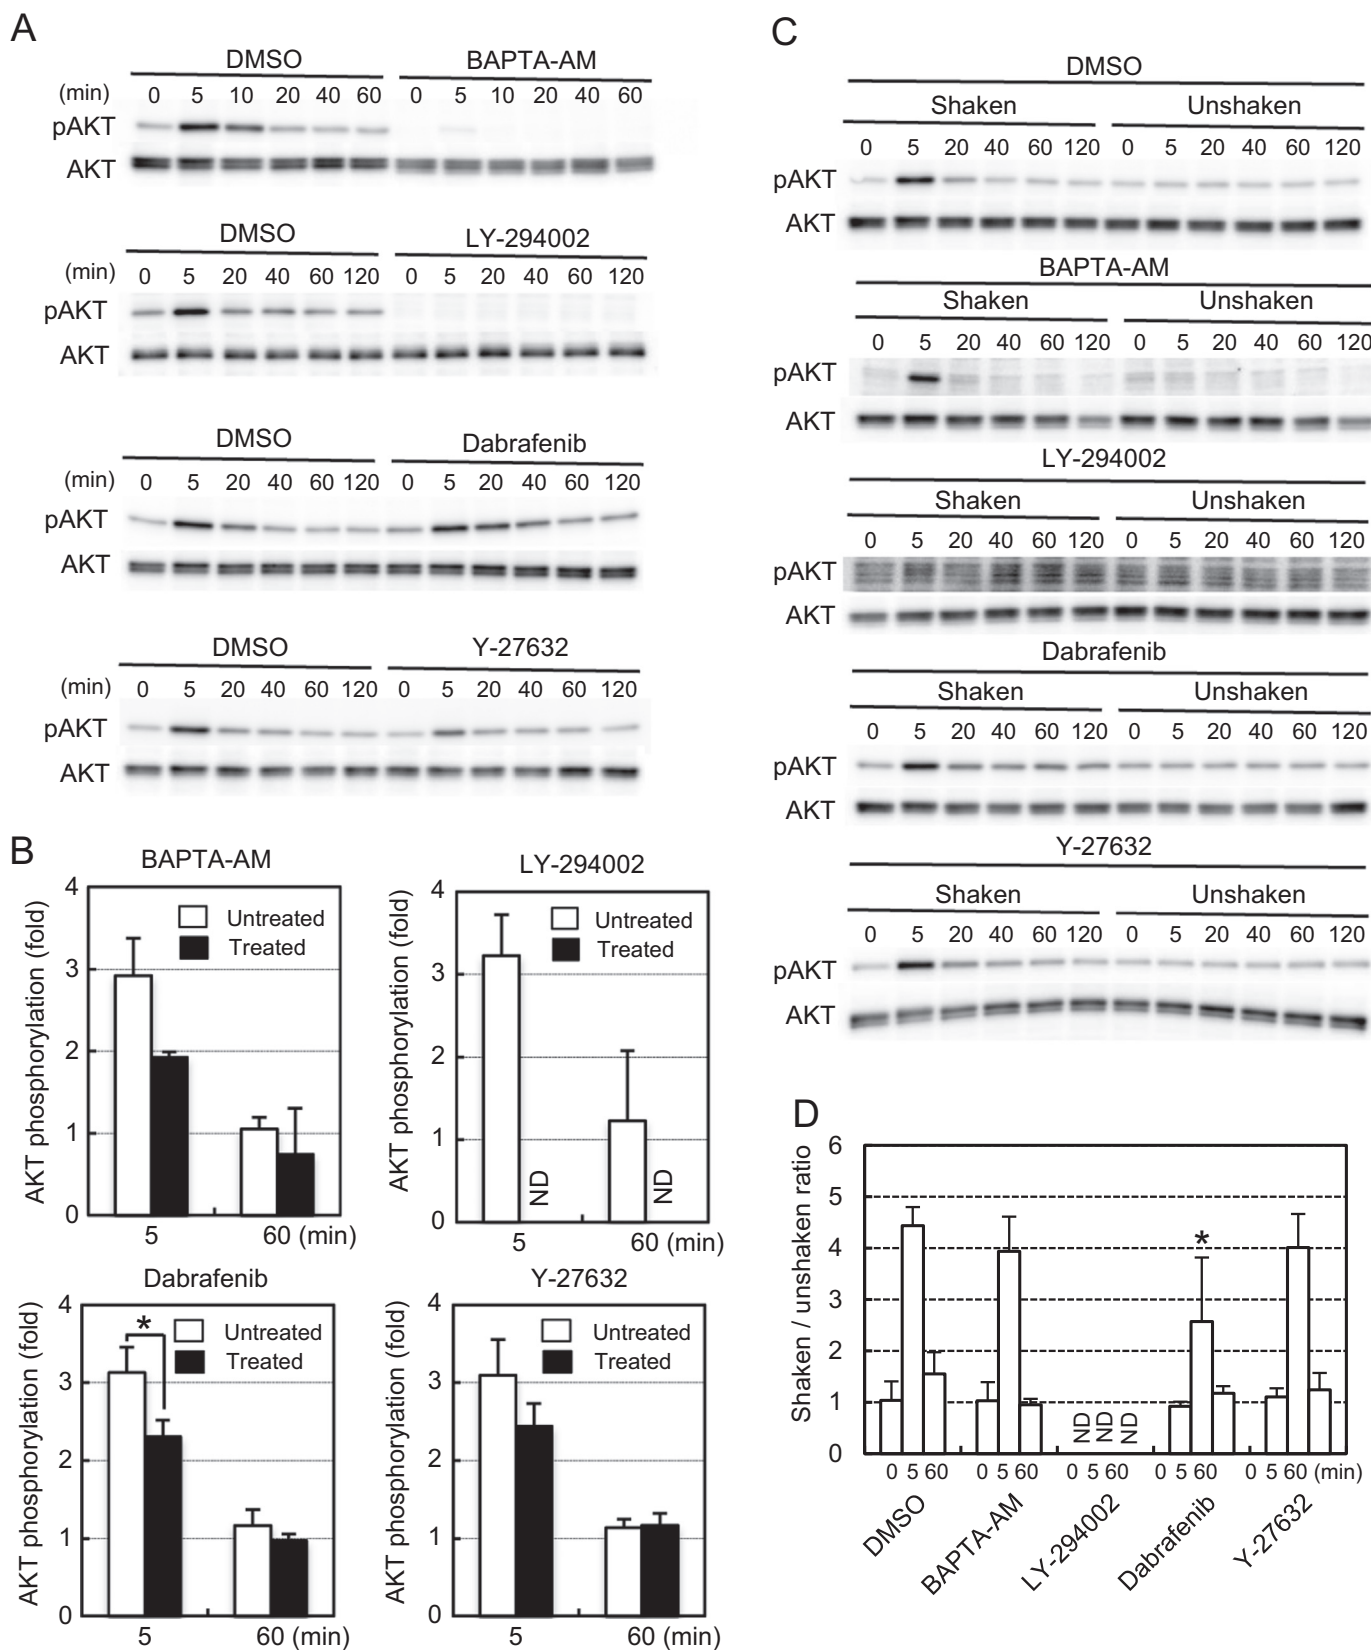 A
DMSO BAPTA-AM
(min) 0 5 10 20 40 60 0 5 10 20 40 60
pAKT
AKT
DMSO LY-294002
(min) 0 5 20 40 60 120 0 5 20 40 60 120
pAKT
AKT
DMSO Dabrafenib
(min) 0 5 20 40 60 120 0 5 20 40 60 120
pAKT
AKT
DMSO Y-27632
(min) 0 5 20 40 60 120 0 5 20 40 60 120
pAKT
AKT
B
BAPTA-AM
AKT phosphorylation (fold)
4
3
2
1
0
Untreated
Treated
5 60 (min)
LY-294002
AKT phosphorylation (fold)
4
3
2
1
0
Untreated
Treated
ND ND
5 60 (min)
Dabrafenib
AKT phosphorylation (fold)
4
3
2
1
0
*
Untreated
Treated
5 60 (min)
Y-27632
AKT phosphorylation (fold)
4
3
2
1
0
Untreated
Treated
5 60 (min)
C
DMSO
Shaken Unshaken
0 5 20 40 60 120 0 5 20 40 60 120
pAKT
AKT
BAPTA-AM
Shaken Unshaken
0 5 20 40 60 120 0 5 20 40 60 120
pAKT
AKT
LY-294002
Shaken Unshaken
0 5 20 40 60 120 0 5 20 40 60 120
pAKT
AKT
Dabrafenib
Shaken Unshaken
0 5 20 40 60 120 0 5 20 40 60 120
pAKT
AKT
Y-27632
Shaken Unshaken
0 5 20 40 60 120 0 5 20 40 60 120
pAKT
AKT
D
Shaken / unshaken ratio
6
5
4
3
2
1
0
*
ND ND ND
0 5 60 0 5 60 0 5 60 0 5 60 0 5 60 (min)
DMSO BAPTA-AM LY-294002 Dabrafenib Y-27632